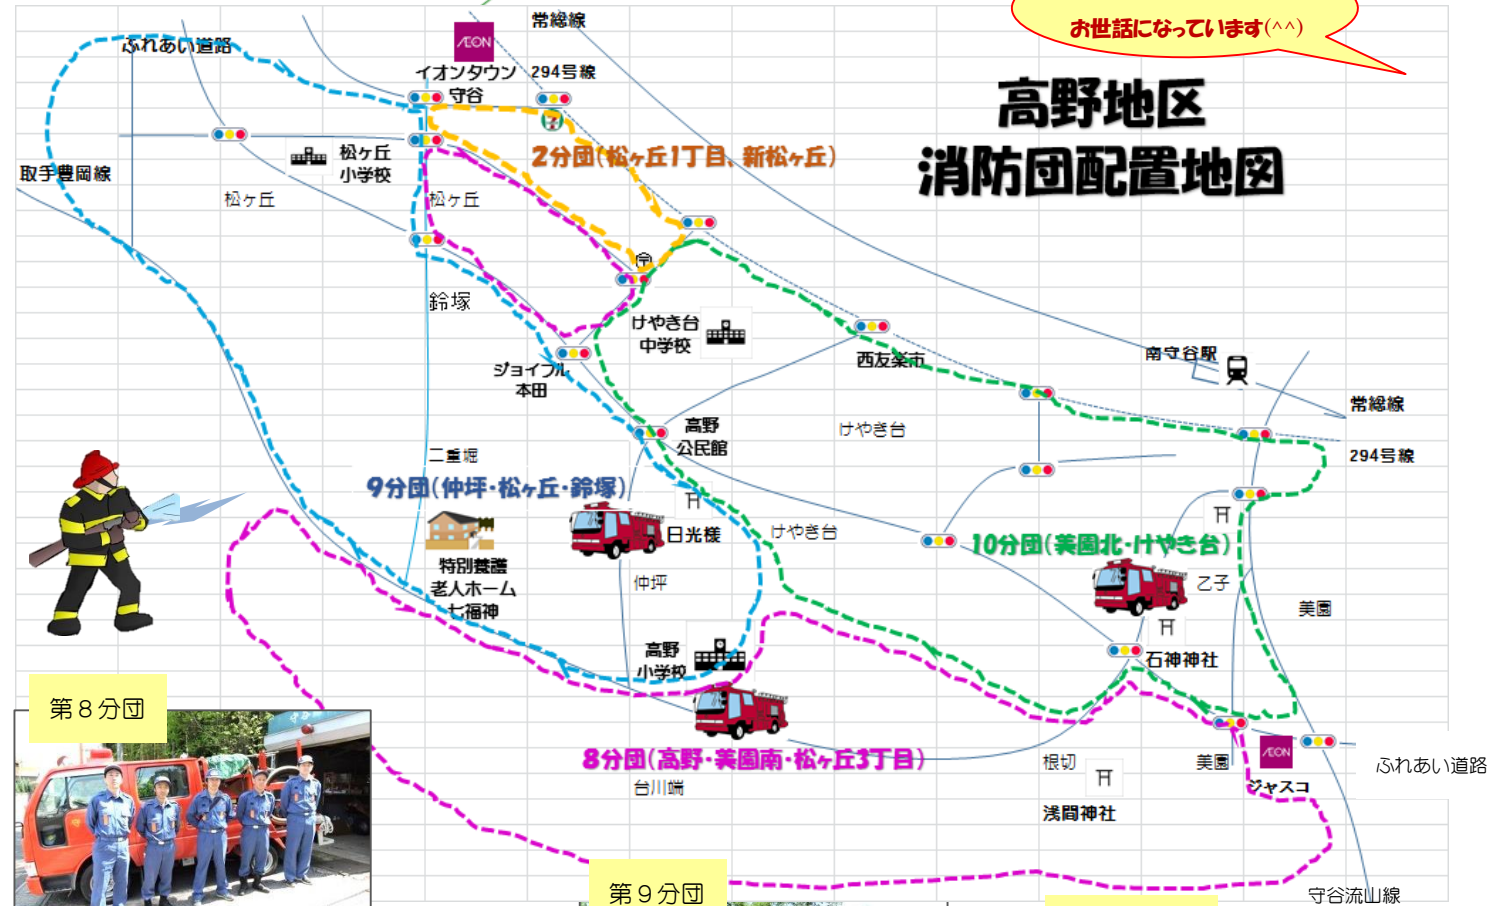 お世話になっています(^^)
高野地区
消防団配置地図
常総線
ふれあい道路
ÆON
イオンタウン
守谷
294号線
7
2分団(松ヶ丘1丁目、新松ヶ丘)
松ヶ丘
小学校
取手豊岡線
松ヶ丘
松ヶ丘
鈴塚
けやき台
中学校
ジョイフル
本田
西友楽市
南守谷駅
常総線
294号線
高野
公民館
けやき台
二重堀
9分団(仲坪・松ヶ丘・鈴塚)
日光様
けやき台
10分団(美園北・けやき台)
特別養護
老人ホーム
七福神
仲坪
乙子
美園
高野
小学校
石神神社
8分団(高野・美園南・松ヶ丘3丁目)
台川端
根切
浅間神社
美園
ÆON
ジャスコ
ふれあい道路
守谷流山線
第8分団
第9分団